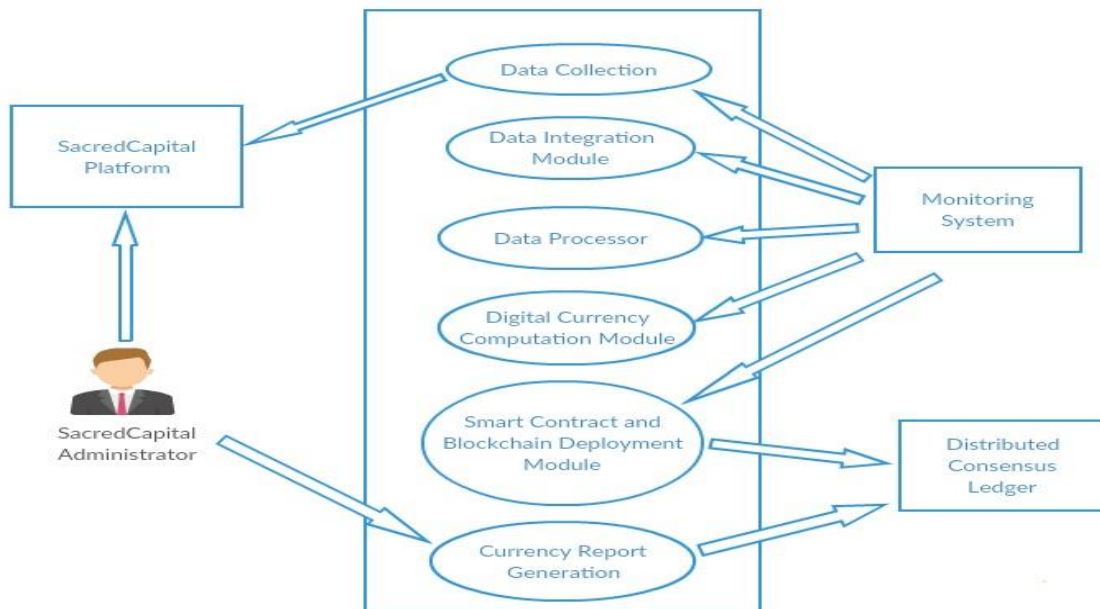 Data Collection
SacredCapital
Platform
Data Integration
Module
Monitoring
System
Data Processor
Digital Currency
Computation Module
SacredCapital
Administrator
Smart Contract and
Blockchain Deployment
Module
Distributed
Consensus
Ledger
Currency Report
Generation